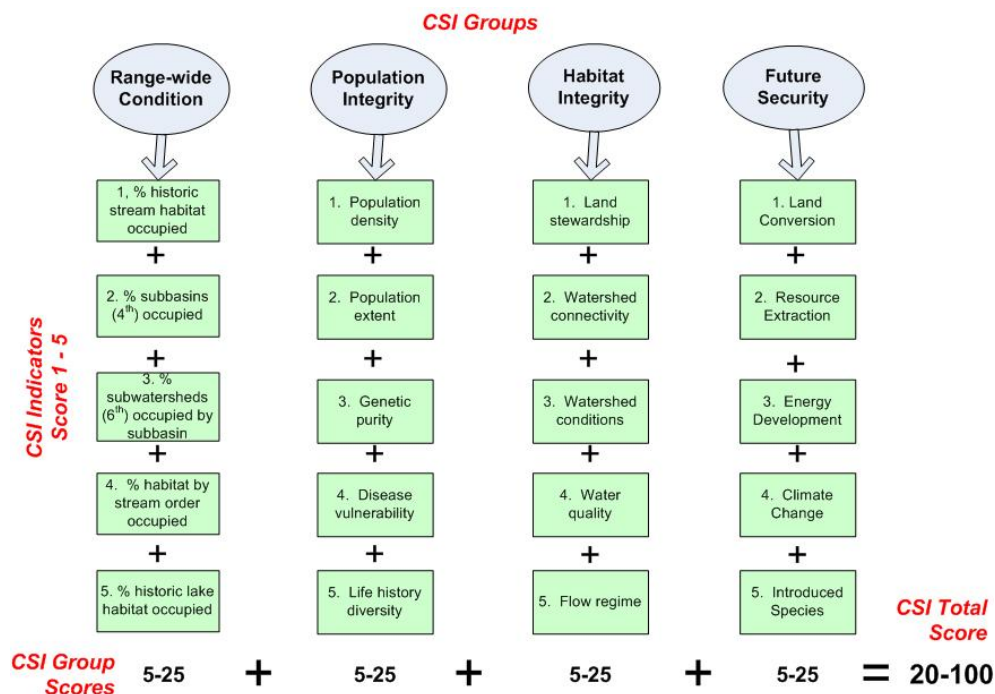 CSI Groups
Range-wide
Condition
Population
Integrity
Habitat
Integrity
Future
Security
CSI Indicators
Score 1 - 5
1, % historic
stream habitat
occupied
1. Population
density
1. Land
stewardship
1. Land
Conversion
+ + + +
2. % subbasins
(4th) occupied
2. Population
extent
2. Watershed
connectivity
2. Resource
Extraction
+ + + +
3. %
subwatersheds
(6th) occupied by
subbasin
3. Genetic
purity
3. Watershed
conditions
3. Energy
Development
+ + + +
4. % habitat by
stream order
occupied
4. Disease
vulnerability
4. Water
quality
4. Climate
Change
+ + + +
5. % historic lake
habitat occupied
5. Life history
diversity
5. Flow regime
5. Introduced
Species
CSI Total
Score
CSI Group
Scores
5-25 + 5-25 + 5-25 + 5-25 = 20-100